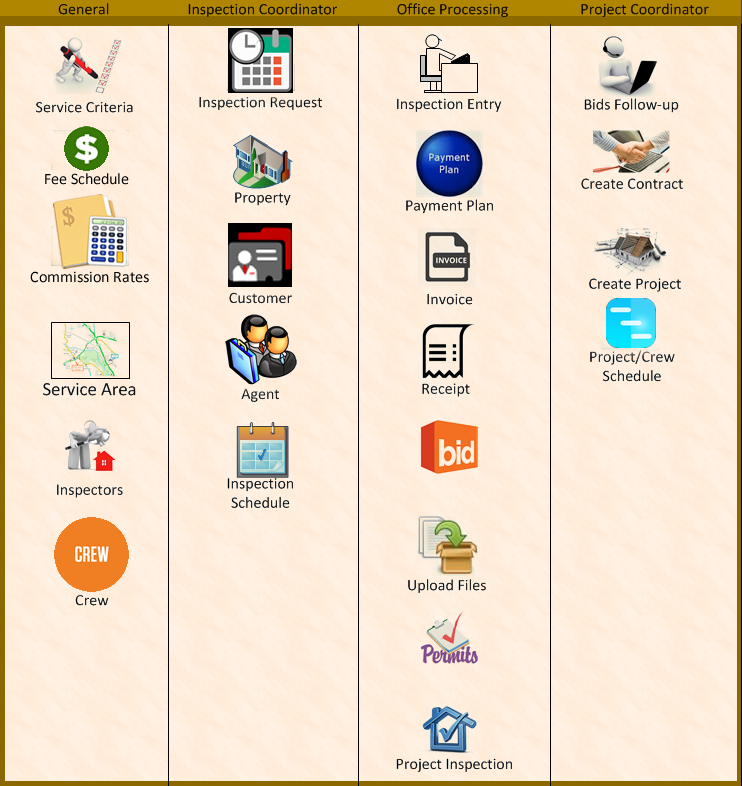 General
Inspection Coordinator
Office Processing
Project Coordinator
Service Criteria
Fee Schedule
$
Commission Rates
Service Area
Inspectors
CREW
Crew
Inspection Request
Property
Customer
Agent
Inspection
Schedule
Inspection Entry
Payment
Plan
Payment Plan
INVOICE
Invoice
Receipt
bid
Upload Files
Permits
Project Inspection
Bids Follow-up
Create Contract
Create Project
Project/Crew
Schedule